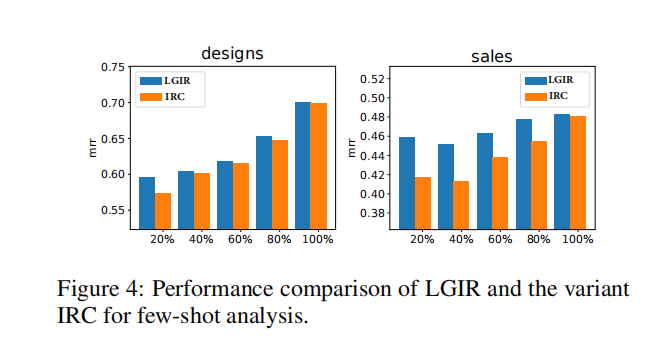 designs
0.75
0.70
0.65
0.60
0.55
mrr
LGIR
IRC
20% 40% 60% 80% 100%
sales
0.52
0.50
0.48
0.46
0.44
0.42
0.40
0.38
mrr
LGIR
IRC
20% 40% 60% 80% 100%
Figure 4: Performance comparison of LGIR and the variant
IRC for few-shot analysis.